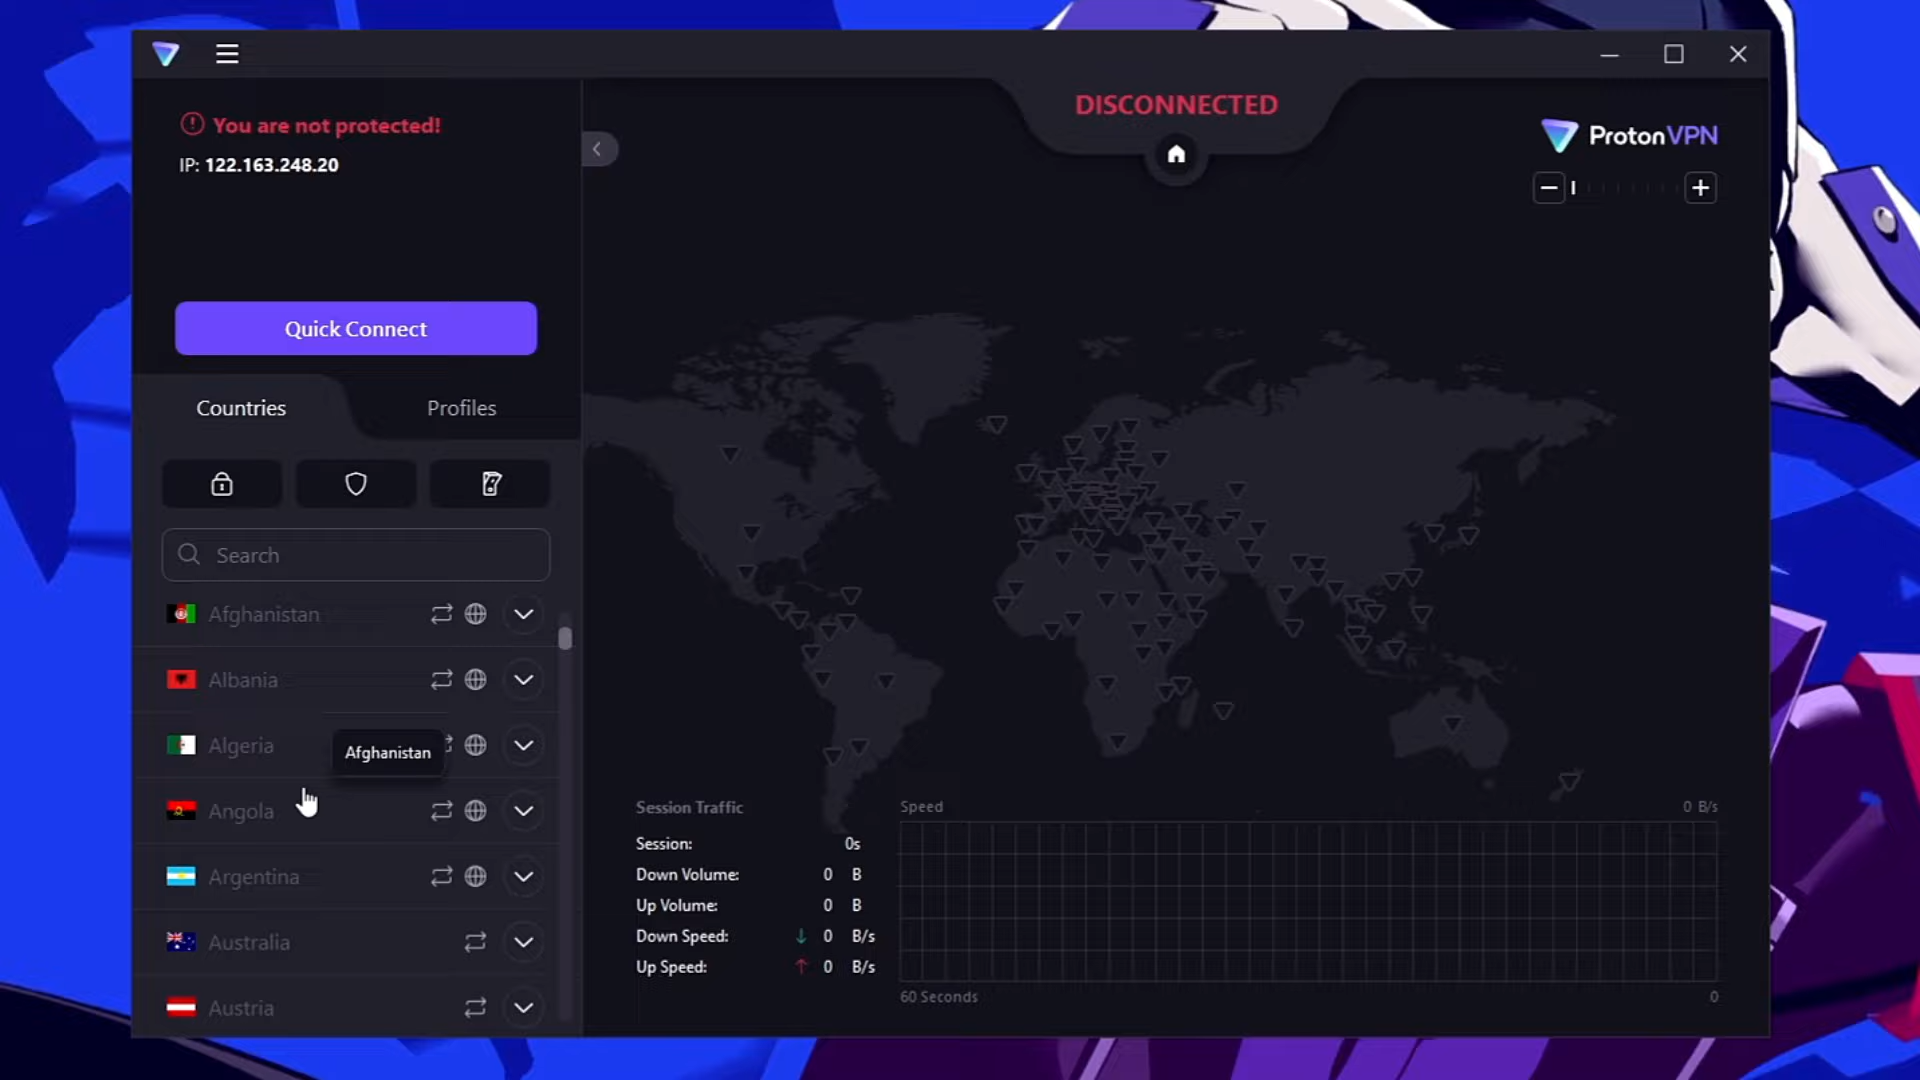 You are not protected!
IP: 122.163.248.20
DISCONNECTED
ProtonVPN
Quick Connect
Countries
Profiles
Search
Afghanistan
Albania
Algeria
Afghanistan
Angola
Argentina
Australia
Austria
Session Traffic
Session: 0s
Down Volume: 0 B
Up Volume: 0 B
Down Speed: ↓ 0 B/s
Up Speed: ↑ 0 B/s
Speed 0 B/s
60 Seconds 0